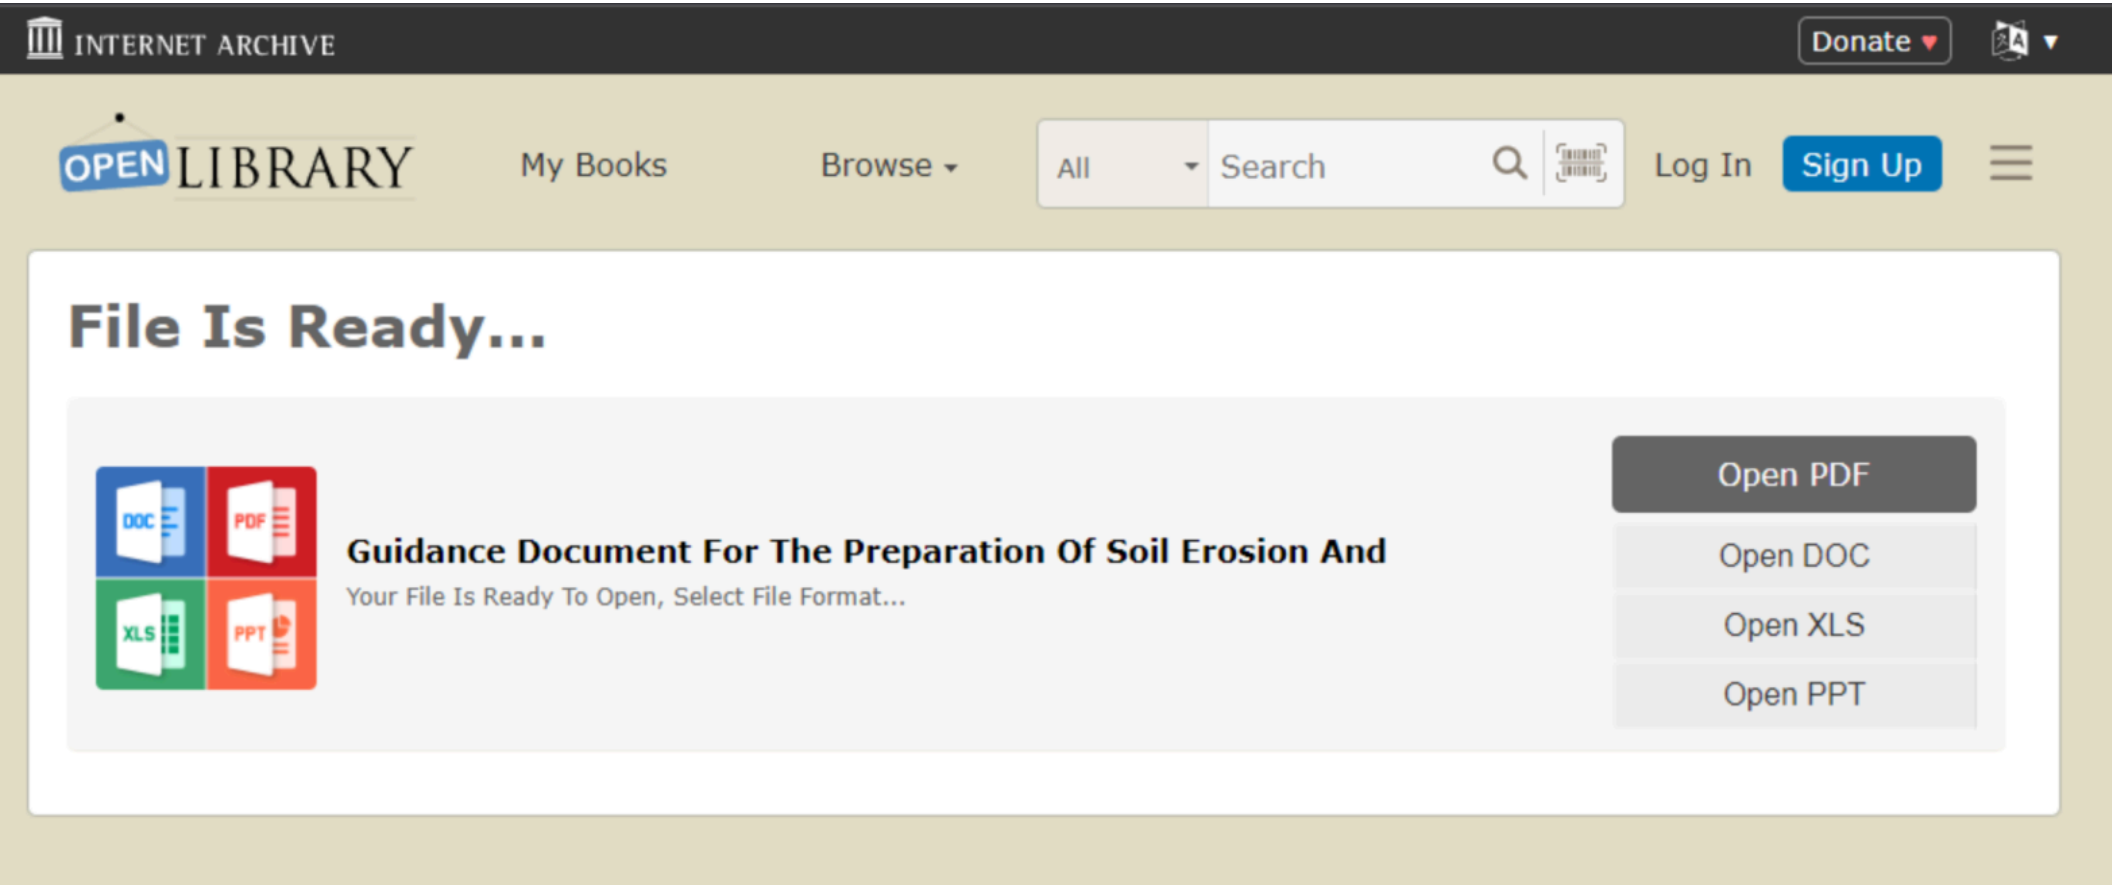 INTERNET ARCHIVE
Donate ♥
OPEN LIBRARY
My Books
Browse
All
Search
Log In
Sign Up
File Is Ready...
DOC
PDF
XLS
PPT
Guidance Document For The Preparation Of Soil Erosion And
Your File Is Ready To Open, Select File Format...
Open PDF
Open DOC
Open XLS
Open PPT